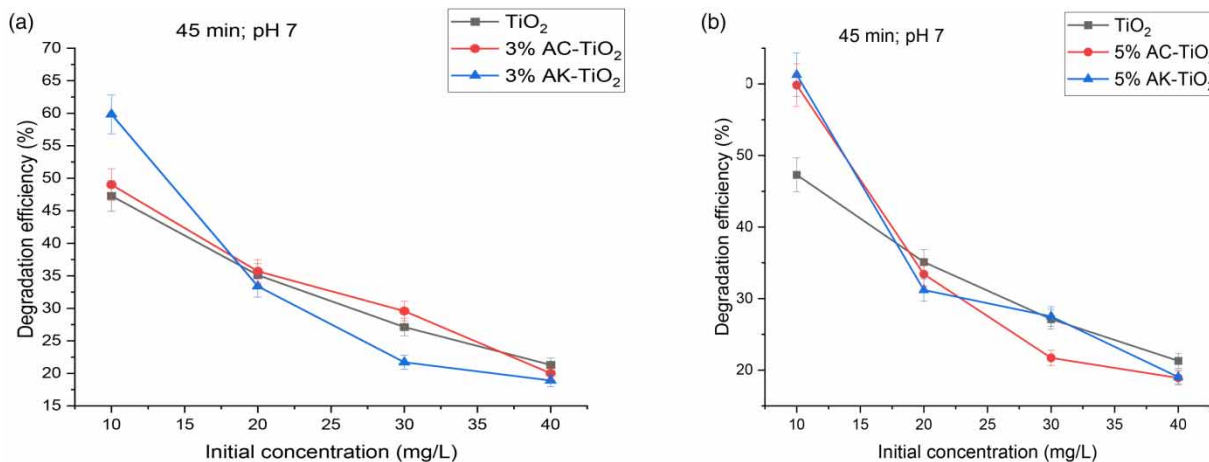 (a)
45 min; pH 7
TiO₂
3% AC-TiO₂
3% AK-TiO₂
Degradation efficiency (%)
70
65
60
55
50
45
40
35
30
25
20
15
10 15 20 25 30 35 40
Initial concentration (mg/L)
(b)
45 min; pH 7
TiO₂
5% AC-TiO₂
5% AK-TiO₂
Degradation efficiency (%)
0
50
40
30
20
10 15 20 25 30 35 40
Initial concentration (mg/L)